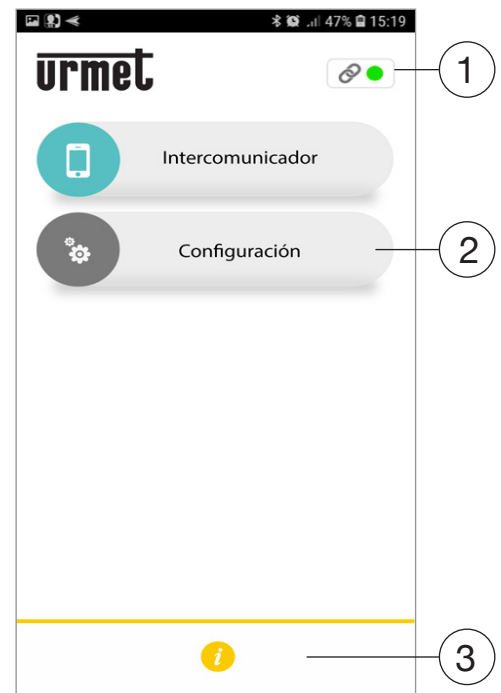 47% 15:19
urmet
1
Intercomunicador
Configuración
2
i
3